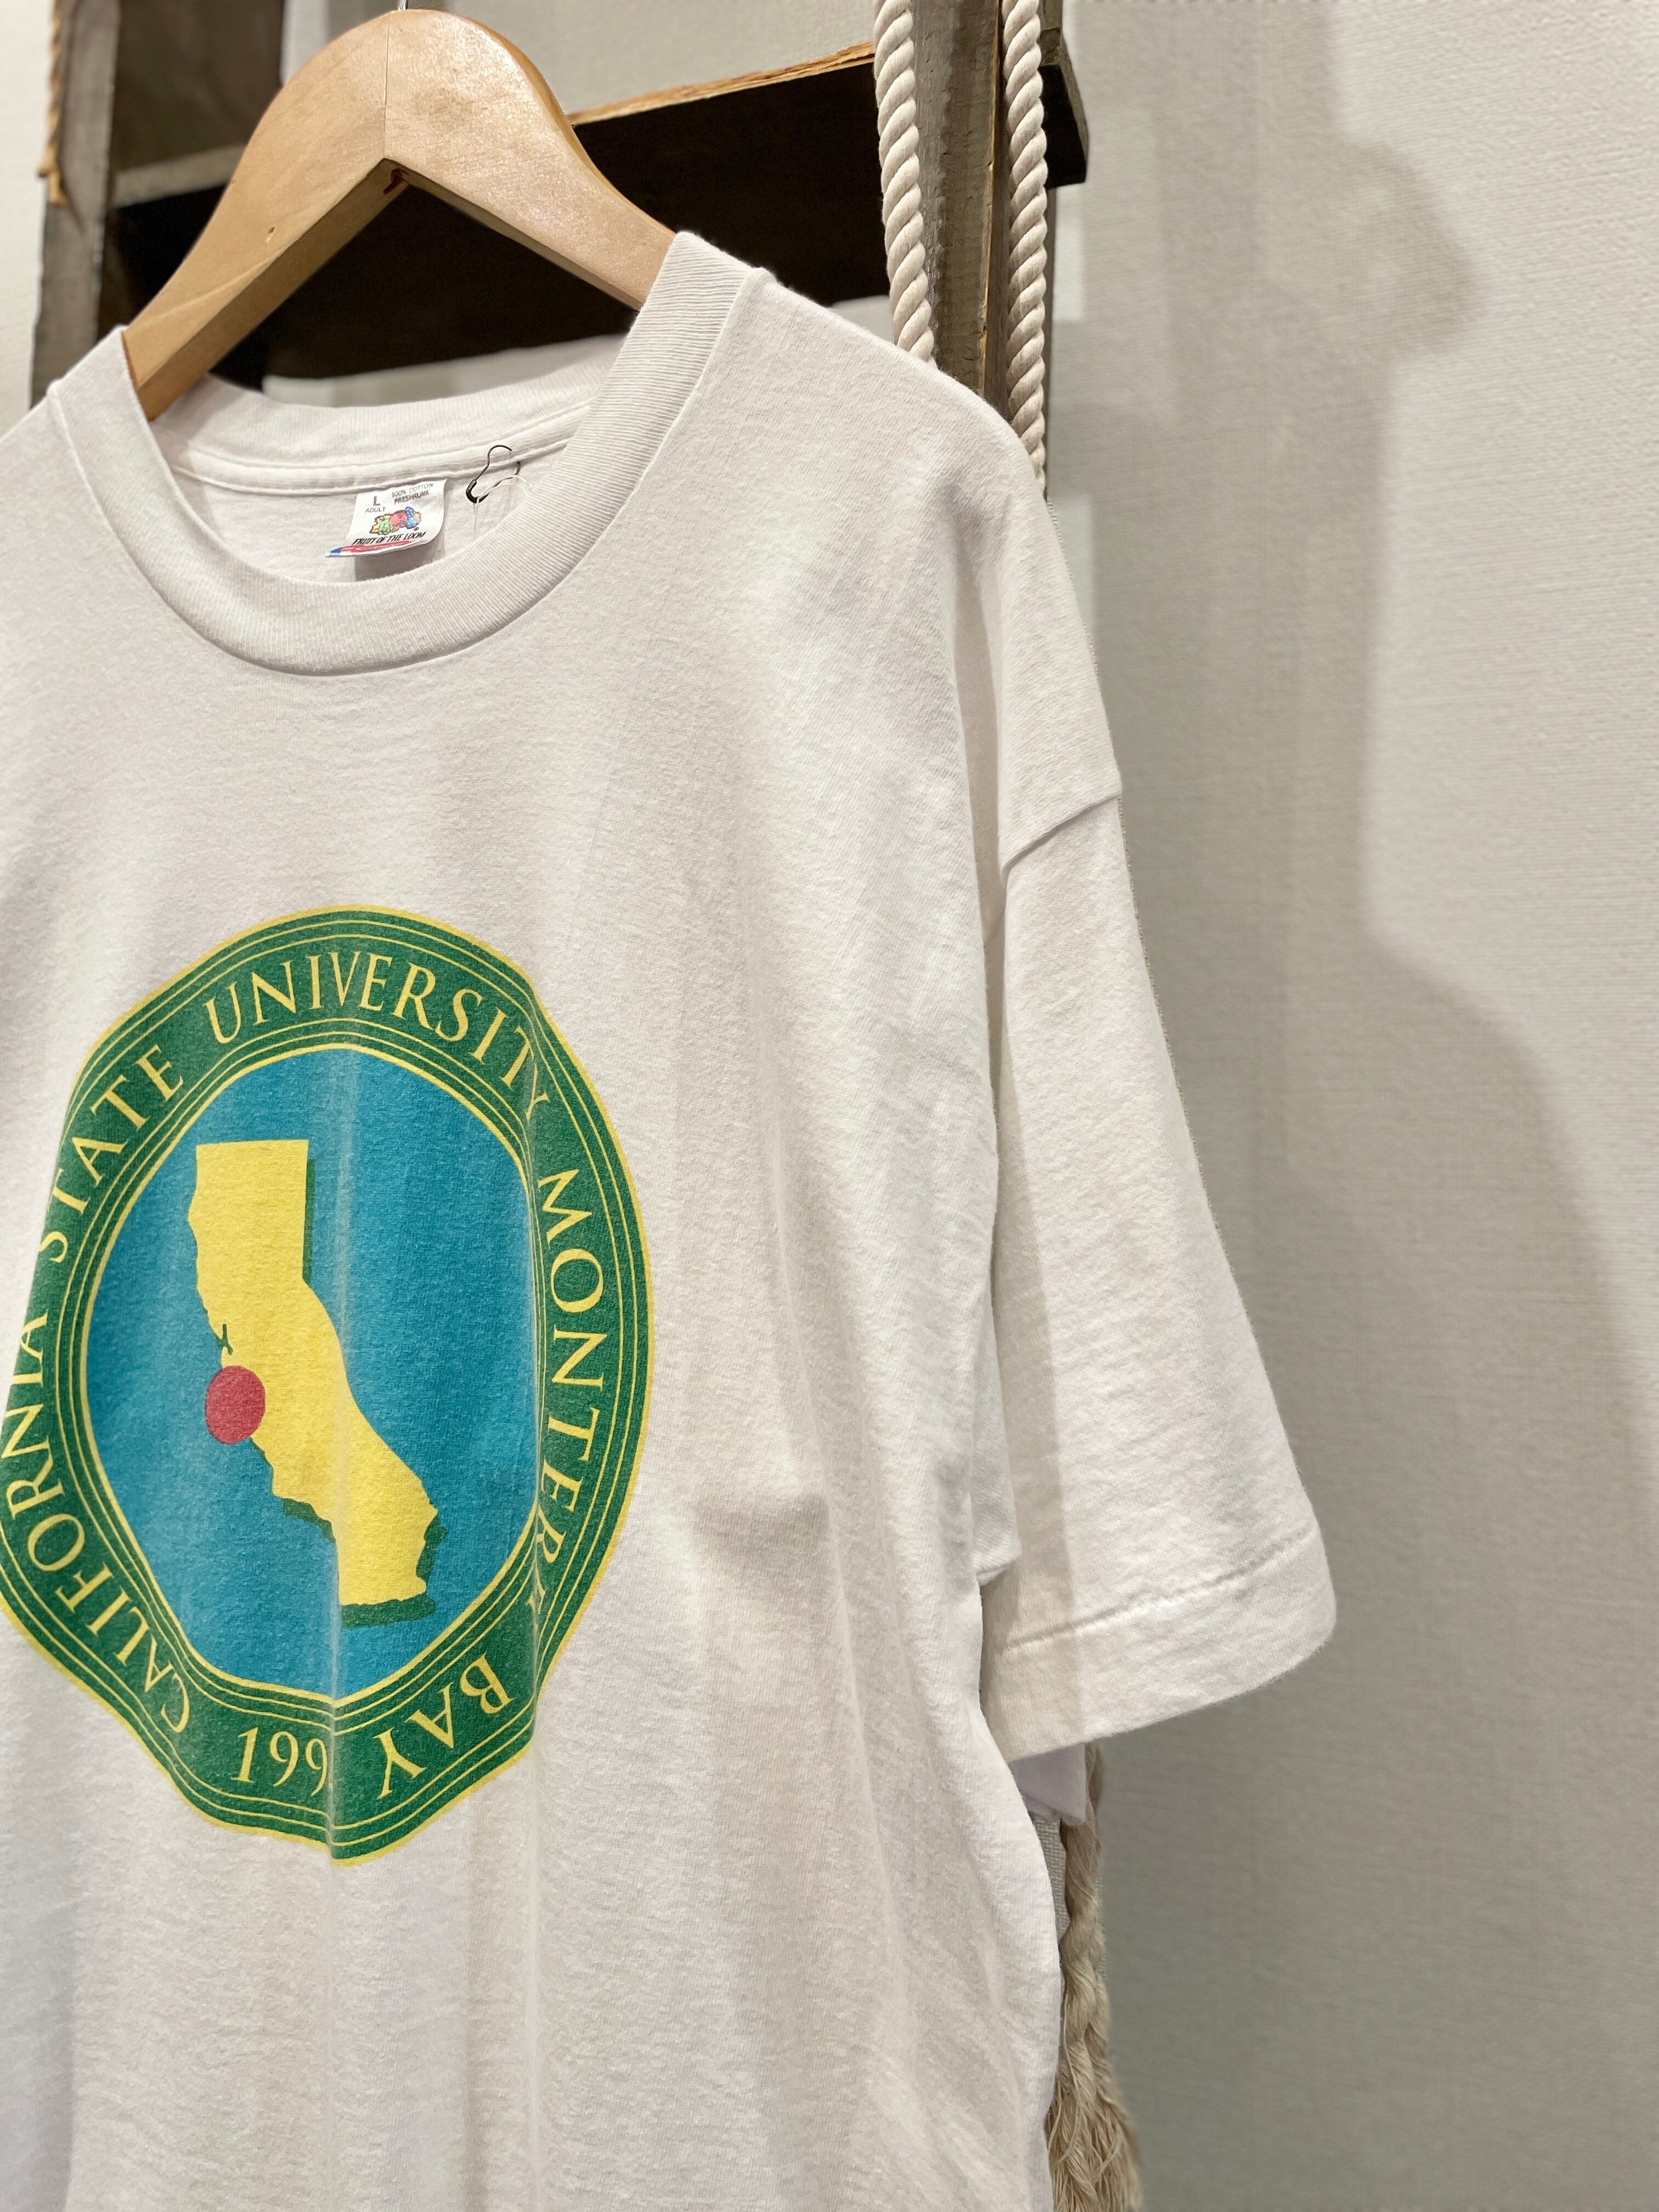 L
ADULT
100% COTTON
PRESHRUNK
FRUIT OF THE LOOM
CALIFORNIA STATE UNIVERSITY MONTEREY BAY
199